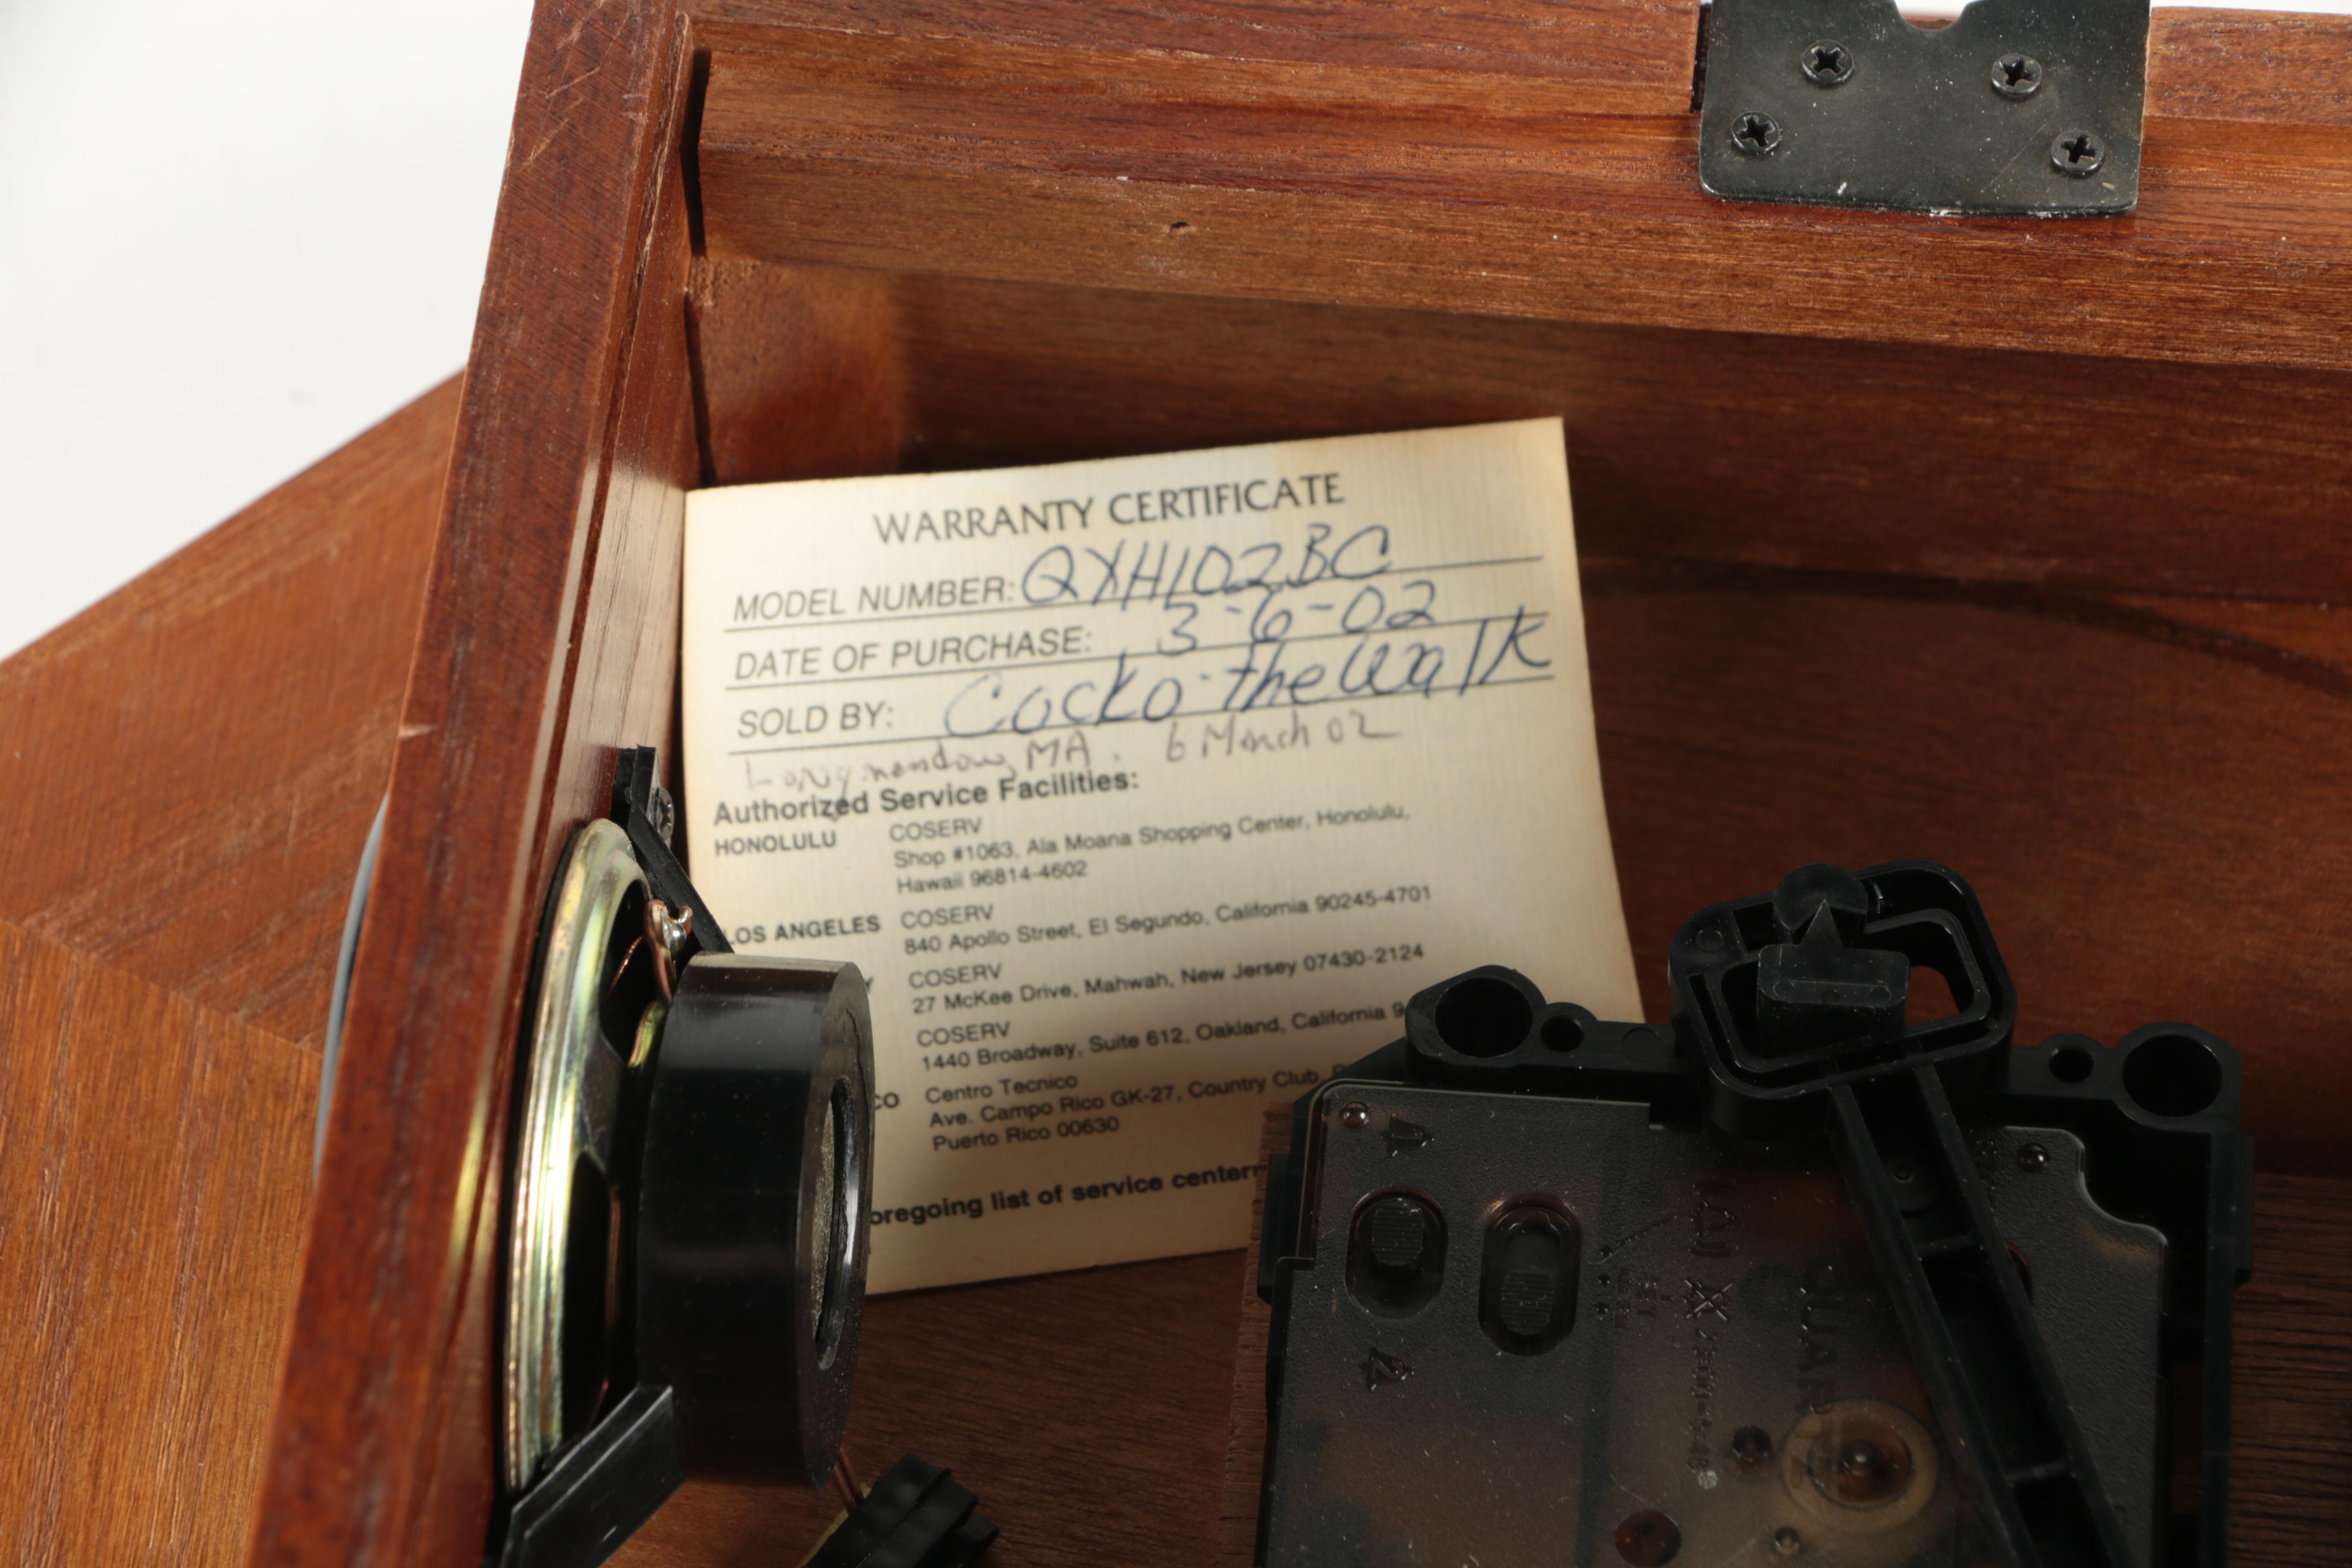 WARRANTY CERTIFICATE
MODEL NUMBER: QXH102BC
DATE OF PURCHASE: 3-6-02
SOLD BY: Cocko-the Walk
Longmeadow, MA. 6 March 02
Authorized Service Facilities:
HONOLULU COSERV
Shop #1063, Ala Moana Shopping Center, Honolulu,
Hawaii 96814-4602
LOS ANGELES COSERV
840 Apollo Street, El Segundo, California 90245-4701
Y COSERV
27 McKee Drive, Mahwah, New Jersey 07430-2124
COSERV
1440 Broadway, Suite 612, Oakland, California 9
CO Centro Tecnico
Ave. Campo Rico GK-27, Country Club,
Puerto Rico 00630
oregoing list of service center